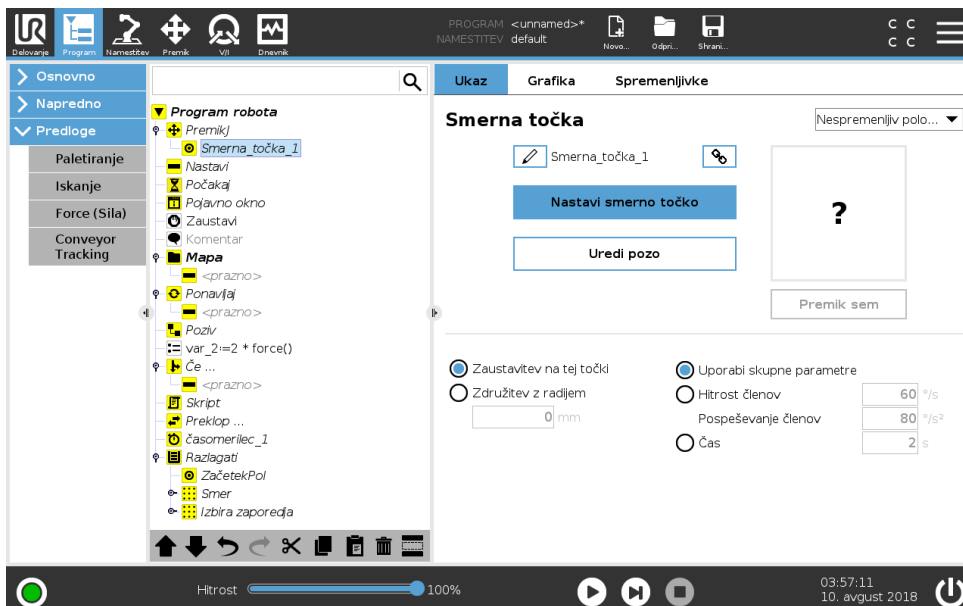 Delovanje
Program
Namestitev
Premik
V/I
Dnevnik
PROGRAM <unnamed>*
NAMESTITEV default
Novo...
Odpri...
Shrani...
C C
C C
Osnovno
Napredno
Predloge
Paletiranje
Iskanje
Force (Sila)
Conveyor
Tracking
Program robota
PremikJ
Smerna_točka_1
Nastavi
Počakaj
Pojavno okno
Zaustavi
Komentar
Mapa
<prazno>
Ponavljaj
<prazno>
Poziv
var_2:=2 * force()
Če ...
<prazno>
Skript
Preklop ...
časomerilec_1
Razlagati
ZačetekPol
Smer
Izbira zaporedja
Ukaz
Grafika
Spremenljivke
Smerna točka
Nespremenljiv polo...
Smerna_točka_1
Nastavi smerno točko
Uredi pozo
?
Premik sem
Zaustavitev na tej točki
Združitev z radijem
0 mm
Uporabi skupne parametre
Hitrost členov 60 °/s
Pospeševanje členov 80 °/s²
Čas 2 s
Hitrost 100%
03:57:11
10. avgust 2018